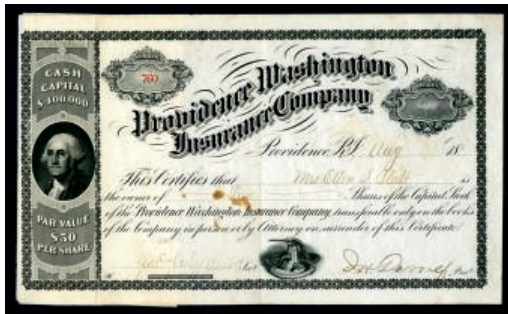 CASH
CAPITAL
$400,000
760
Providence Washington
Insurance Company
Providence, R.I. Aug 18
This Certifies that Mrs Ellen S. is
the owner of Shares of the Capital Stock
of the Providence Washington Insurance Company transferable only on the books
of the Company in person or by Attorney on surrender of this Certificate.
PAR VALUE
$50
PER SHARE
Prest